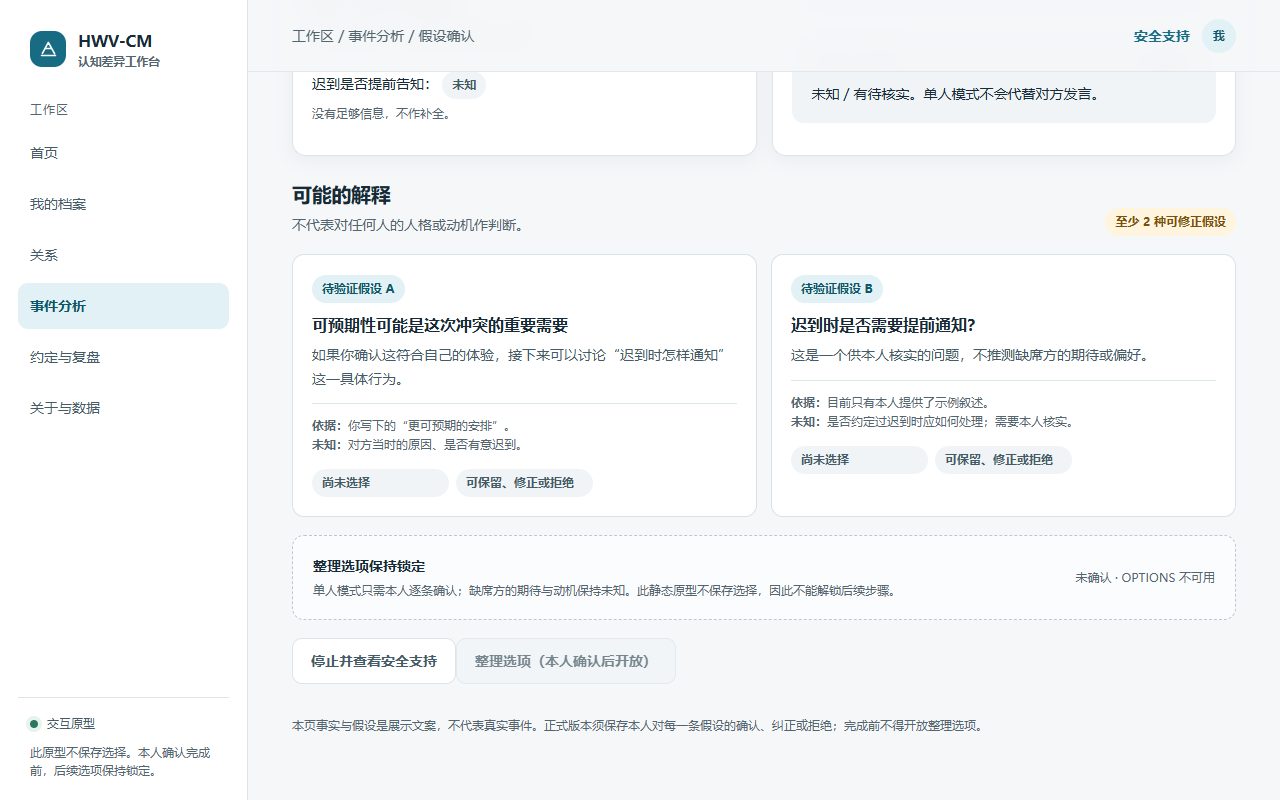 HWV-CM
认知差异工作台
工作区
首页
我的档案
关系
事件分析
约定与复盘
关于与数据
交互原型
此原型不保存选择。本人确认完成
前，后续选项保持锁定。
工作区 / 事件分析 / 假设确认
安全支持
我
迟到是否提前告知：
未知
没有足够信息，不作补全。
未知 / 有待核实。单人模式不会代替对方发言。
可能的解释
不代表对任何人的人格或动机作判断。
至少 2 种可修正假设
待验证假设 A
可预期性可能是这次冲突的重要需要
如果你确认这符合自己的体验，接下来可以讨论“迟到时怎样通知”
这一具体行为。
依据：你写下的“更可预期的安排”。
未知：对方当时的原因、是否有意迟到。
尚未选择
可保留、修正或拒绝
待验证假设 B
迟到时是否需要提前通知?
这是一个供本人核实的问题，不推测缺席方的期待或偏好。
依据：目前只有本人提供了示例叙述。
未知：是否约定过迟到时应如何处理；需要本人核实。
尚未选择
可保留、修正或拒绝
整理选项保持锁定
单人模式只需本人逐条确认；缺席方的期待与动机保持未知。此静态原型不保存选择，因此不能解锁后续步骤。
未确认 · OPTIONS 不可用
停止并查看安全支持
整理选项（本人确认后开放）
本页事实与假设是展示文案，不代表真实事件。正式版本须保存本人对每一条假设的确认、纠正或拒绝；完成前不得开放整理选项。